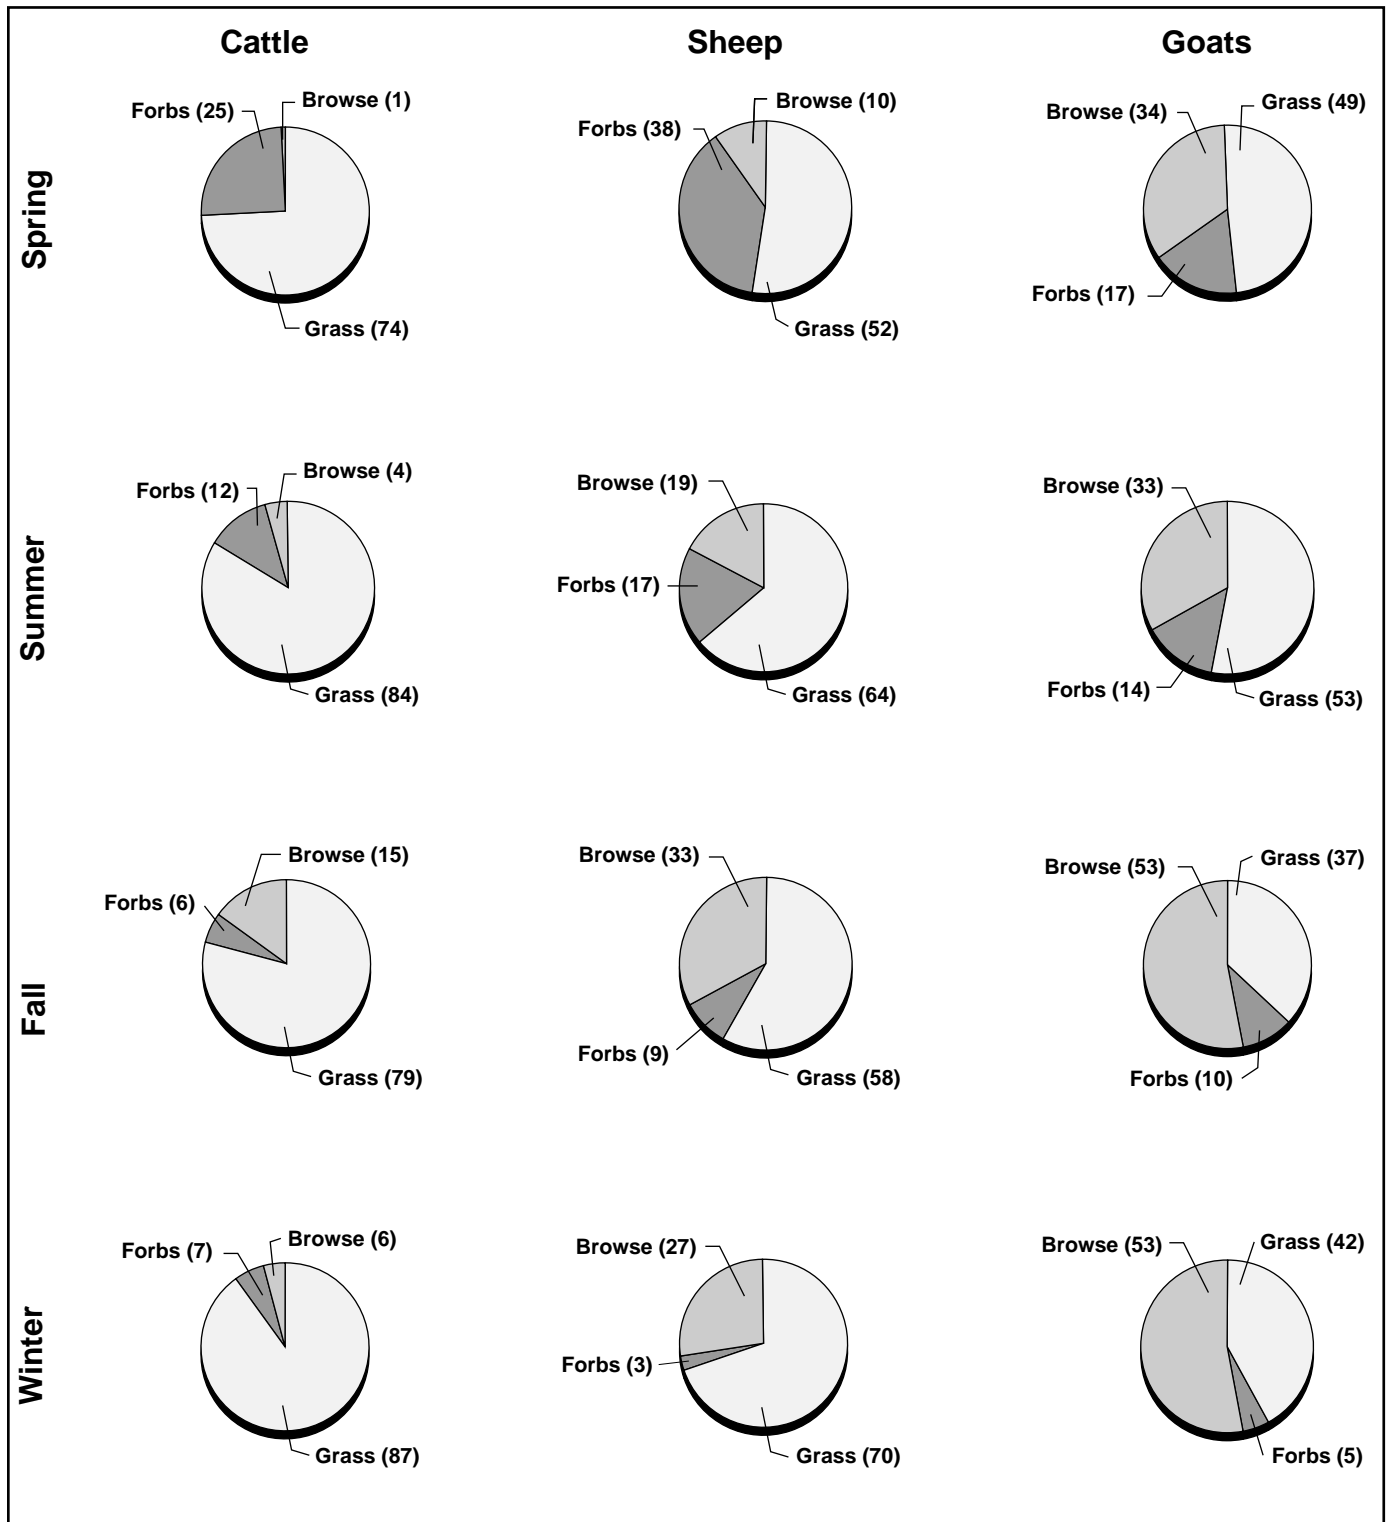 Cattle
Sheep
Goats
Spring
Forbs (25)
Browse (1)
Grass (74)
Forbs (38)
Browse (10)
Grass (52)
Browse (34)
Grass (49)
Forbs (17)
Summer
Forbs (12)
Browse (4)
Grass (84)
Browse (19)
Forbs (17)
Grass (64)
Browse (33)
Forbs (14)
Grass (53)
Fall
Browse (15)
Forbs (6)
Grass (79)
Browse (33)
Forbs (9)
Grass (58)
Browse (53)
Grass (37)
Forbs (10)
Winter
Forbs (7)
Browse (6)
Grass (87)
Browse (27)
Forbs (3)
Grass (70)
Browse (53)
Grass (42)
Forbs (5)